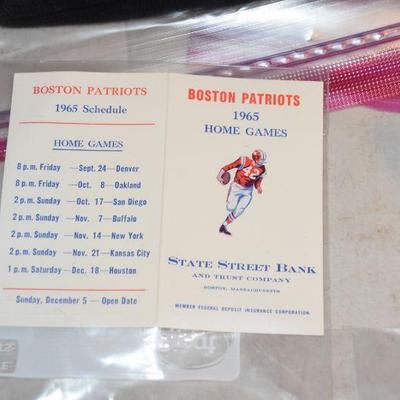 BOSTON PATRIOTS
1965 Schedule
HOME GAMES
8 p.m. Friday —Sept. 24—Denver
8 p.m. Friday —Oct. 8—Oakland
2 p.m. Sunday —Oct. 17—San Diego
2 p.m. Sunday —Nov. 7—Buffalo
2 p.m. Sunday —Nov. 14—New York
2 p.m. Sunday —Nov. 21—Kansas City
1 p.m. Saturday—Dec. 18—Houston
Sunday, December 5 — Open Date
BOSTON PATRIOTS
1965
HOME GAMES
42
STATE STREET BANK
AND TRUST COMPANY
BOSTON, MASSACHUSETTS
MEMBER FEDERAL DEPOSIT INSURANCE CORPORATION